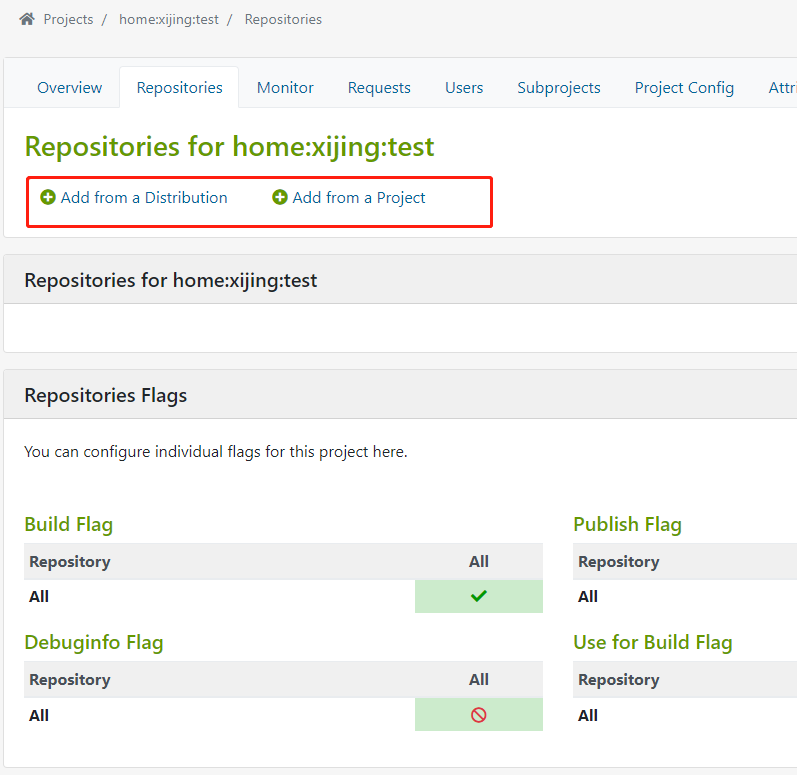 Projects / home:xijing:test / Repositories
Overview Repositories Monitor Requests Users Subprojects Project Config Attri
Repositories for home:xijing:test
Add from a Distribution Add from a Project
Repositories for home:xijing:test
Repositories Flags
You can configure individual flags for this project here.
Build Flag Publish Flag
Repository All Repository
All All
Debuginfo Flag Use for Build Flag
Repository All Repository
All All